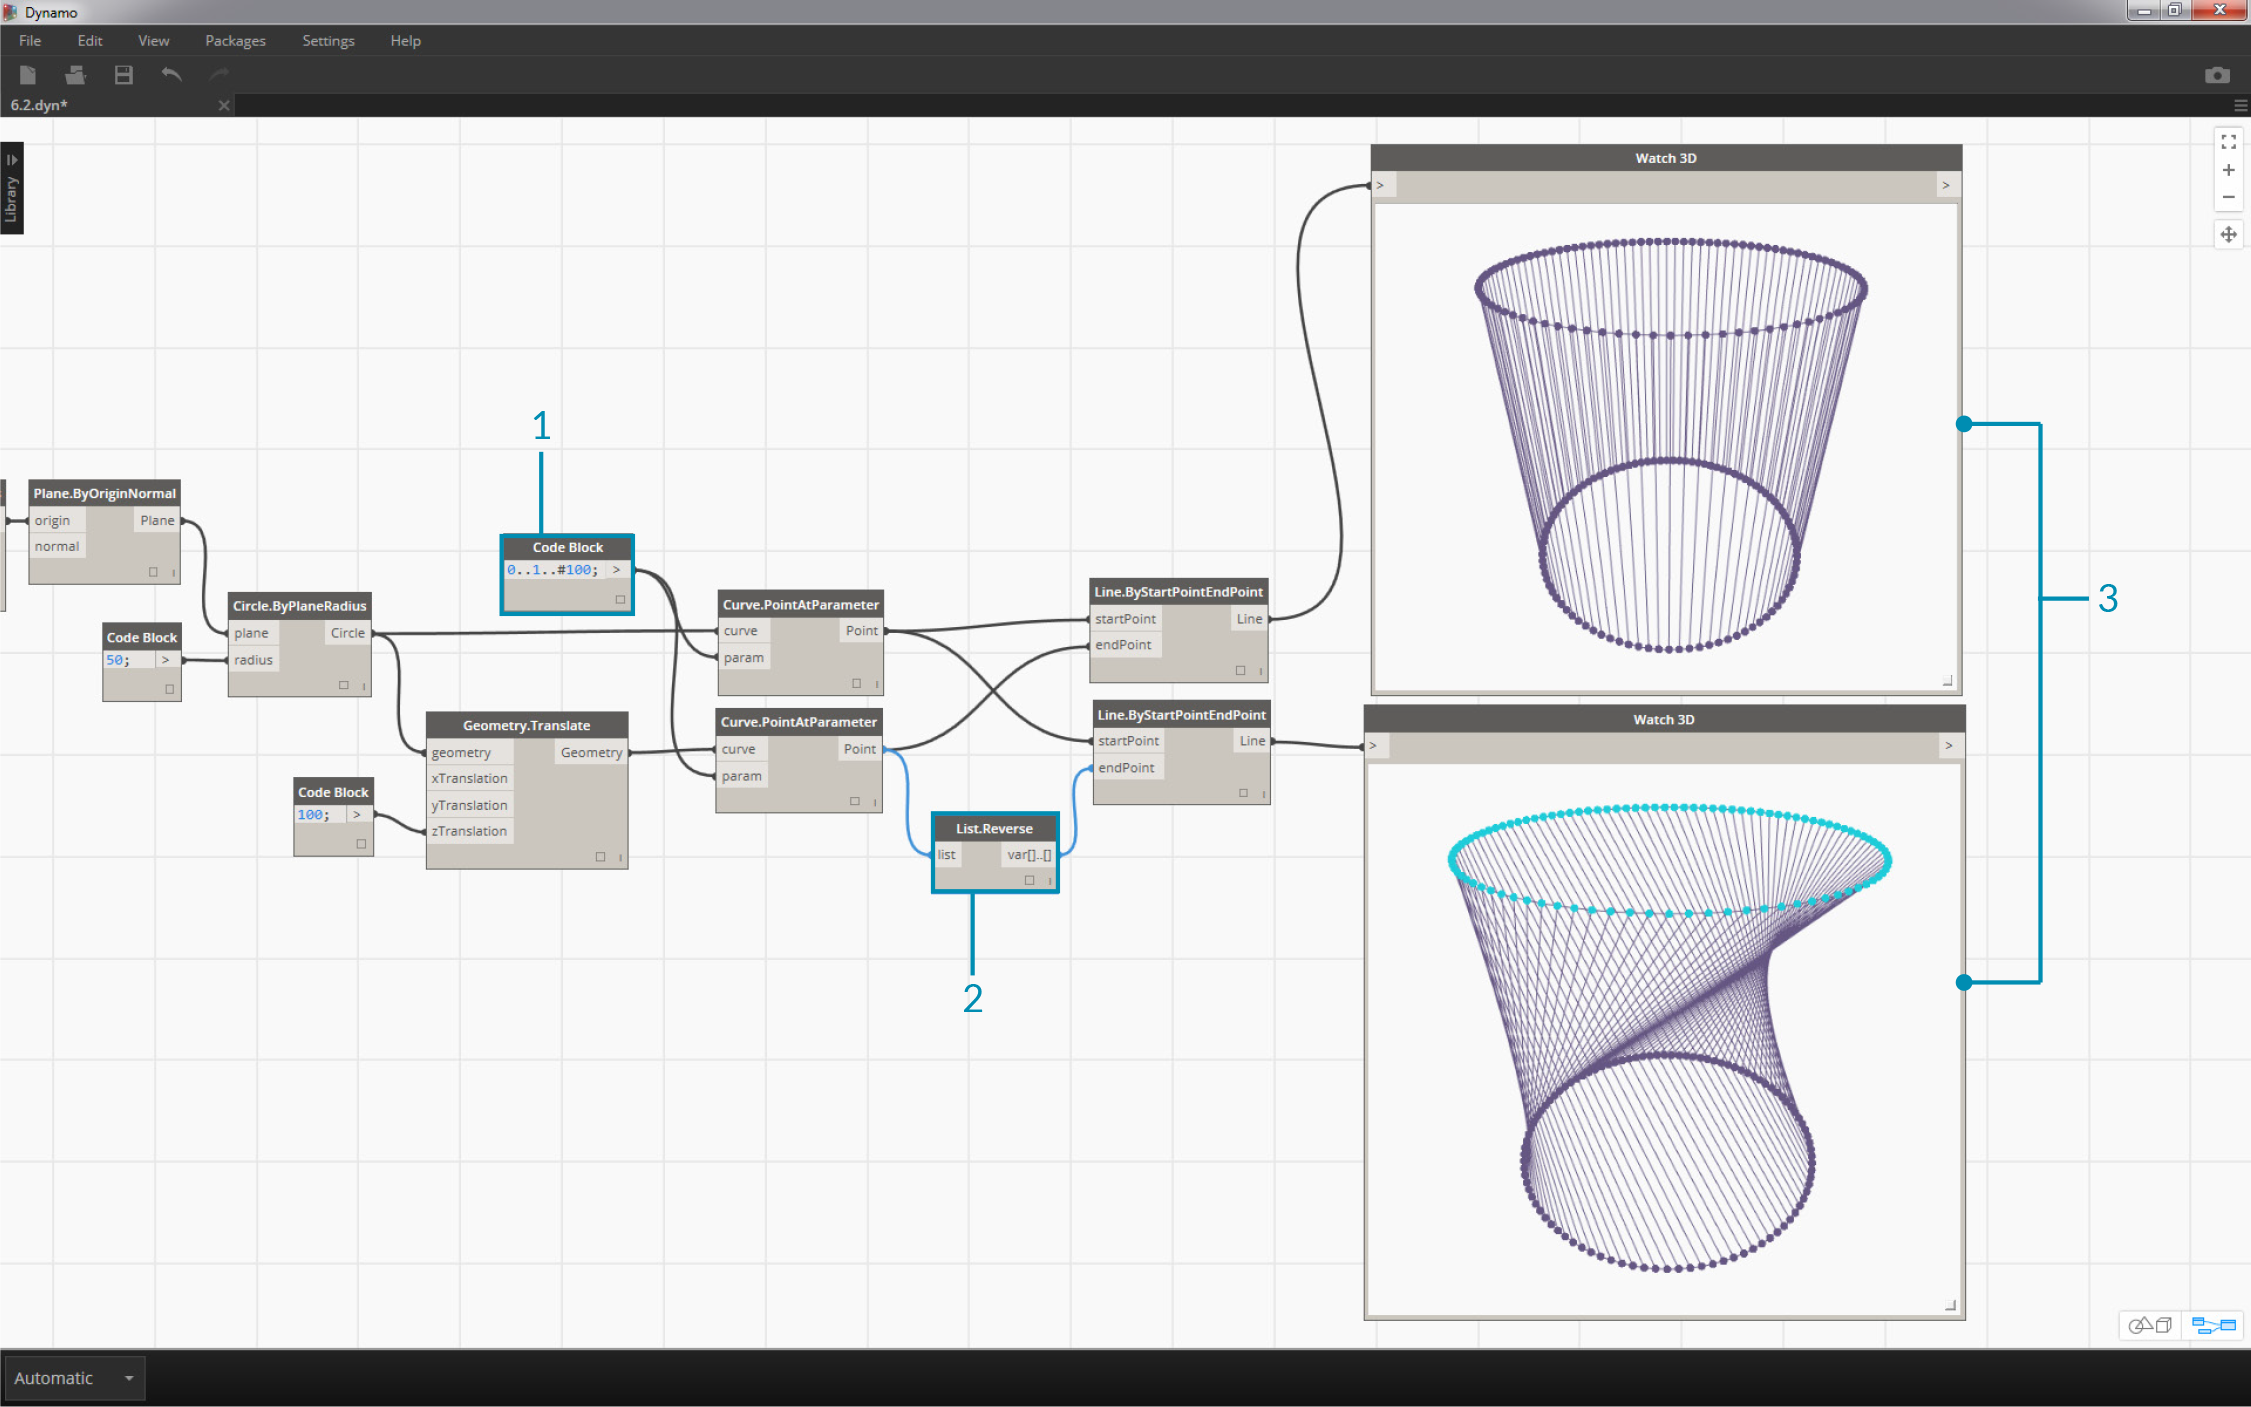 Dynamo
File Edit View Packages Settings Help
6.2.dyn*
Library
Plane.ByOriginNormal
origin Plane
normal
Code Block
50; >
Circle.ByPlaneRadius
plane Circle
radius
Code Block
100; >
Geometry.Translate
geometry Geometry
xTranslation
yTranslation
zTranslation
1
Code Block
0..1..#100; >
Curve.PointAtParameter
curve Point
param
Curve.PointAtParameter
curve Point
param
List.Reverse
list var[]..[]
2
Line.ByStartPointEndPoint
startPoint Line
endPoint
Line.ByStartPointEndPoint
startPoint Line
endPoint
Watch 3D
> >
Watch 3D
> >
3
Automatic